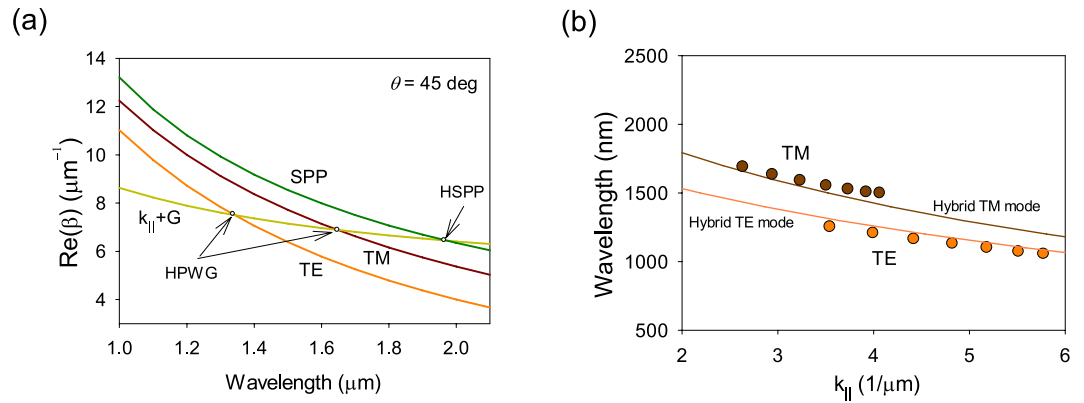 (a)
14
12
10
8
6
4
Re(β) (μm⁻¹)
θ = 45 deg
SPP
HSPP
k||+G
HPWG
TE
TM
1.0 1.2 1.4 1.6 1.8 2.0
Wavelength (μm)
(b)
2500
2000
1500
1000
500
Wavelength (nm)
TM
Hybrid TM mode
Hybrid TE mode
TE
2 3 4 5 6
k|| (1/μm)